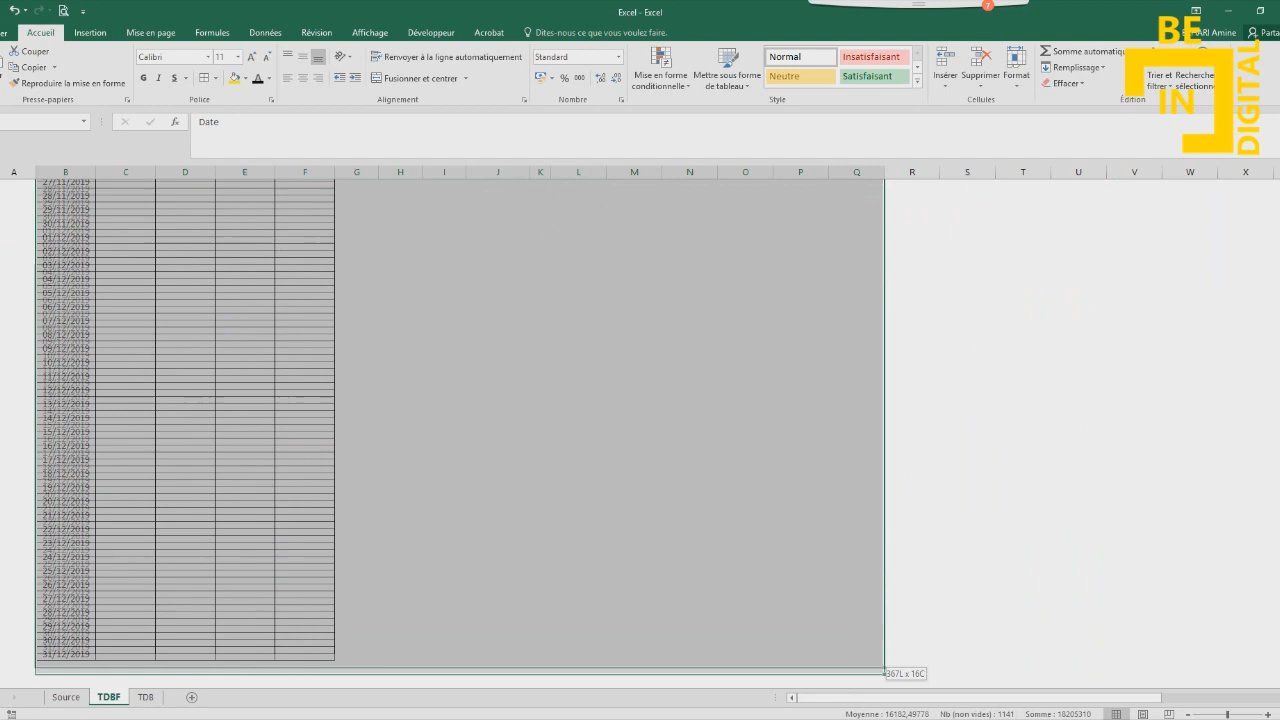 Excel - Excel
Accueil Insertion Mise en page Formules Données Révision Affichage Développeur Acrobat Dites-nous ce que vous voulez faire. Amine Parta
Couper
Copier
Reproduire la mise en forme
Presse-papiers
Calibri 11
G I S
Police
Renvoyer à la ligne automatiquement
Fusionner et centrer
Alignement
Standard
% 000
Nombre
Mise en forme conditionnelle
Mettre sous forme de tableau
Normal Insatisfaisant
Neutre Satisfaisant
Style
Insérer Supprimer Format
Cellules
Somme automatiqu
Remplissage
Effacer
Trier et filtrer
Recherche sélectionne
Édition
BE
IN
DIGITAL
7
fx Date
A B C D E F G H I J K L M N O P Q R S T U V W X
27/11/2019
28/11/2019
29/11/2019
30/11/2019
01/12/2019
02/12/2019
03/12/2019
04/12/2019
05/12/2019
06/12/2019
07/12/2019
08/12/2019
09/12/2019
10/12/2019
11/12/2019
12/12/2019
13/12/2019
14/12/2019
15/12/2019
16/12/2019
17/12/2019
18/12/2019
19/12/2019
20/12/2019
21/12/2019
22/12/2019
23/12/2019
24/12/2019
25/12/2019
26/12/2019
27/12/2019
28/12/2019
29/12/2019
30/12/2019
31/12/2019
367L x 16C
Source TDBF TDB
Moyenne : 16182,49778 Nb (non vides) : 1141 Somme : 18205310